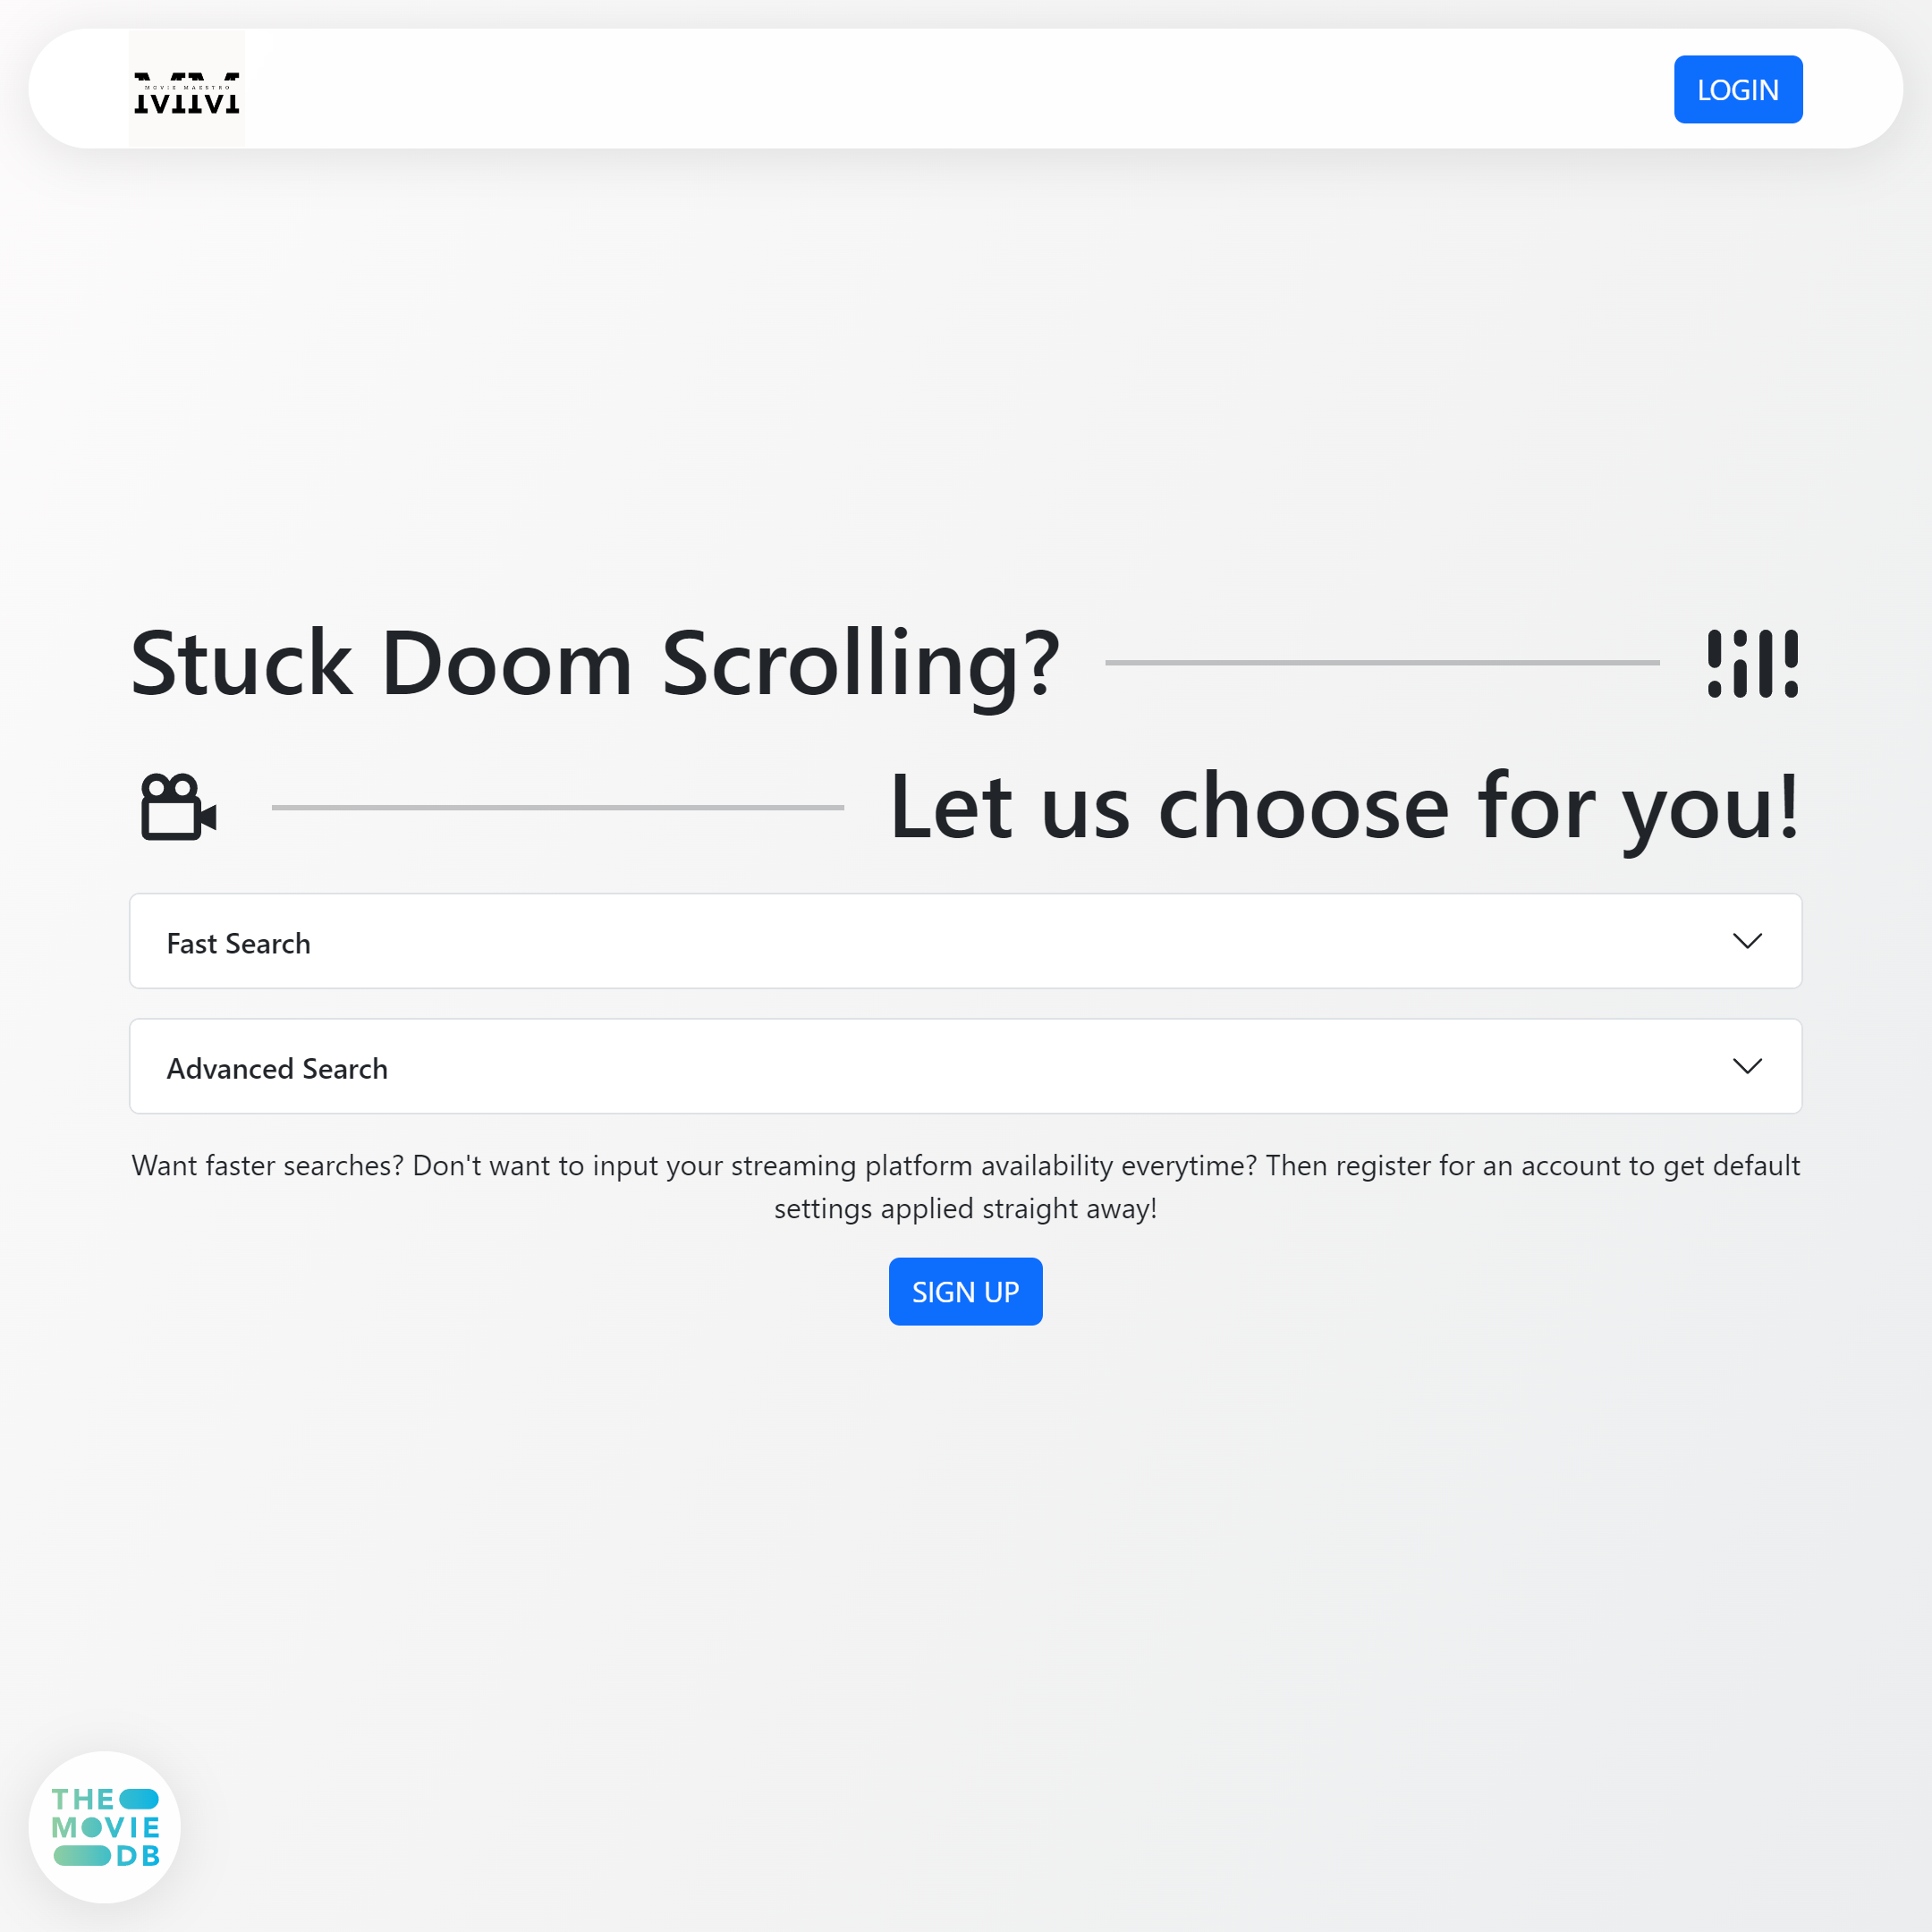 MM
MOVIE MAESTRO
LOGIN
Stuck Doom Scrolling?
Let us choose for you!
Fast Search
Advanced Search
Want faster searches? Don't want to input your streaming platform availability everytime? Then register for an account to get default
settings applied straight away!
SIGN UP
THE
MOVIE
DB